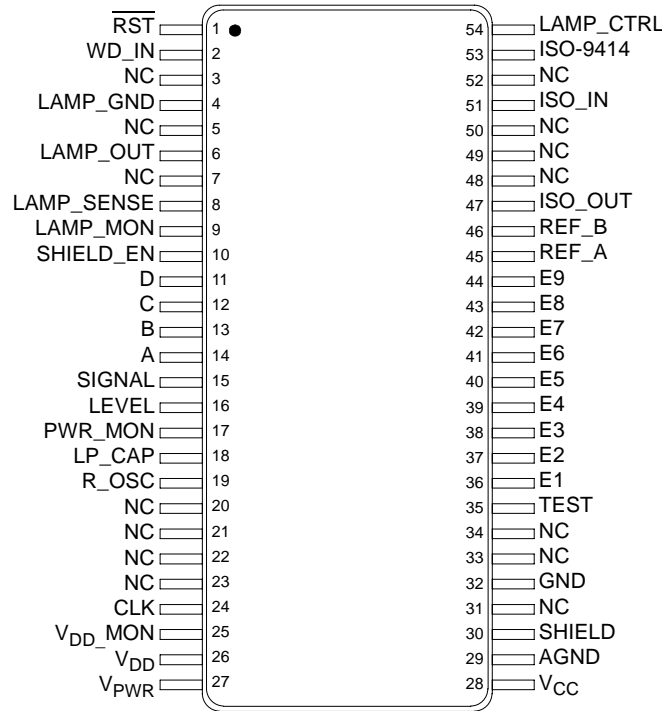 RST 1 54 LAMP_CTRL
WD_IN 2 53 ISO-9414
NC 3 52 NC
LAMP_GND 4 51 ISO_IN
NC 5 50 NC
LAMP_OUT 6 49 NC
NC 7 48 NC
LAMP_SENSE 8 47 ISO_OUT
LAMP_MON 9 46 REF_B
SHIELD_EN 10 45 REF_A
D 11 44 E9
C 12 43 E8
B 13 42 E7
A 14 41 E6
SIGNAL 15 40 E5
LEVEL 16 39 E4
PWR_MON 17 38 E3
LP_CAP 18 37 E2
R_OSC 19 36 E1
NC 20 35 TEST
NC 21 34 NC
NC 22 33 NC
NC 23 32 GND
CLK 24 31 NC
VDD_MON 25 30 SHIELD
VDD 26 29 AGND
VPWR 27 28 VCC